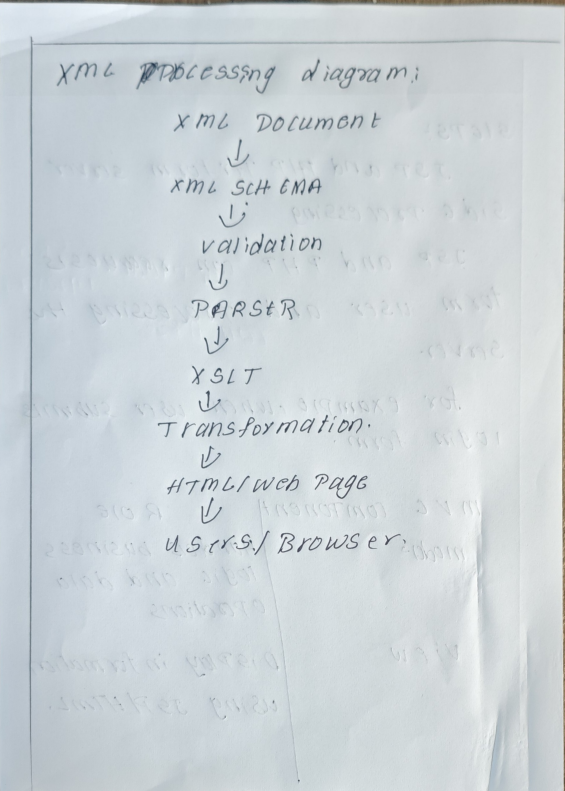 XML Processing diagram:
XML Document
↓
XML SCHEMA
↓
Validation
↓
PARSER
↓
XSLT
↓
Transformation.
↓
HTML/Web Page
↓
Users/Browser.